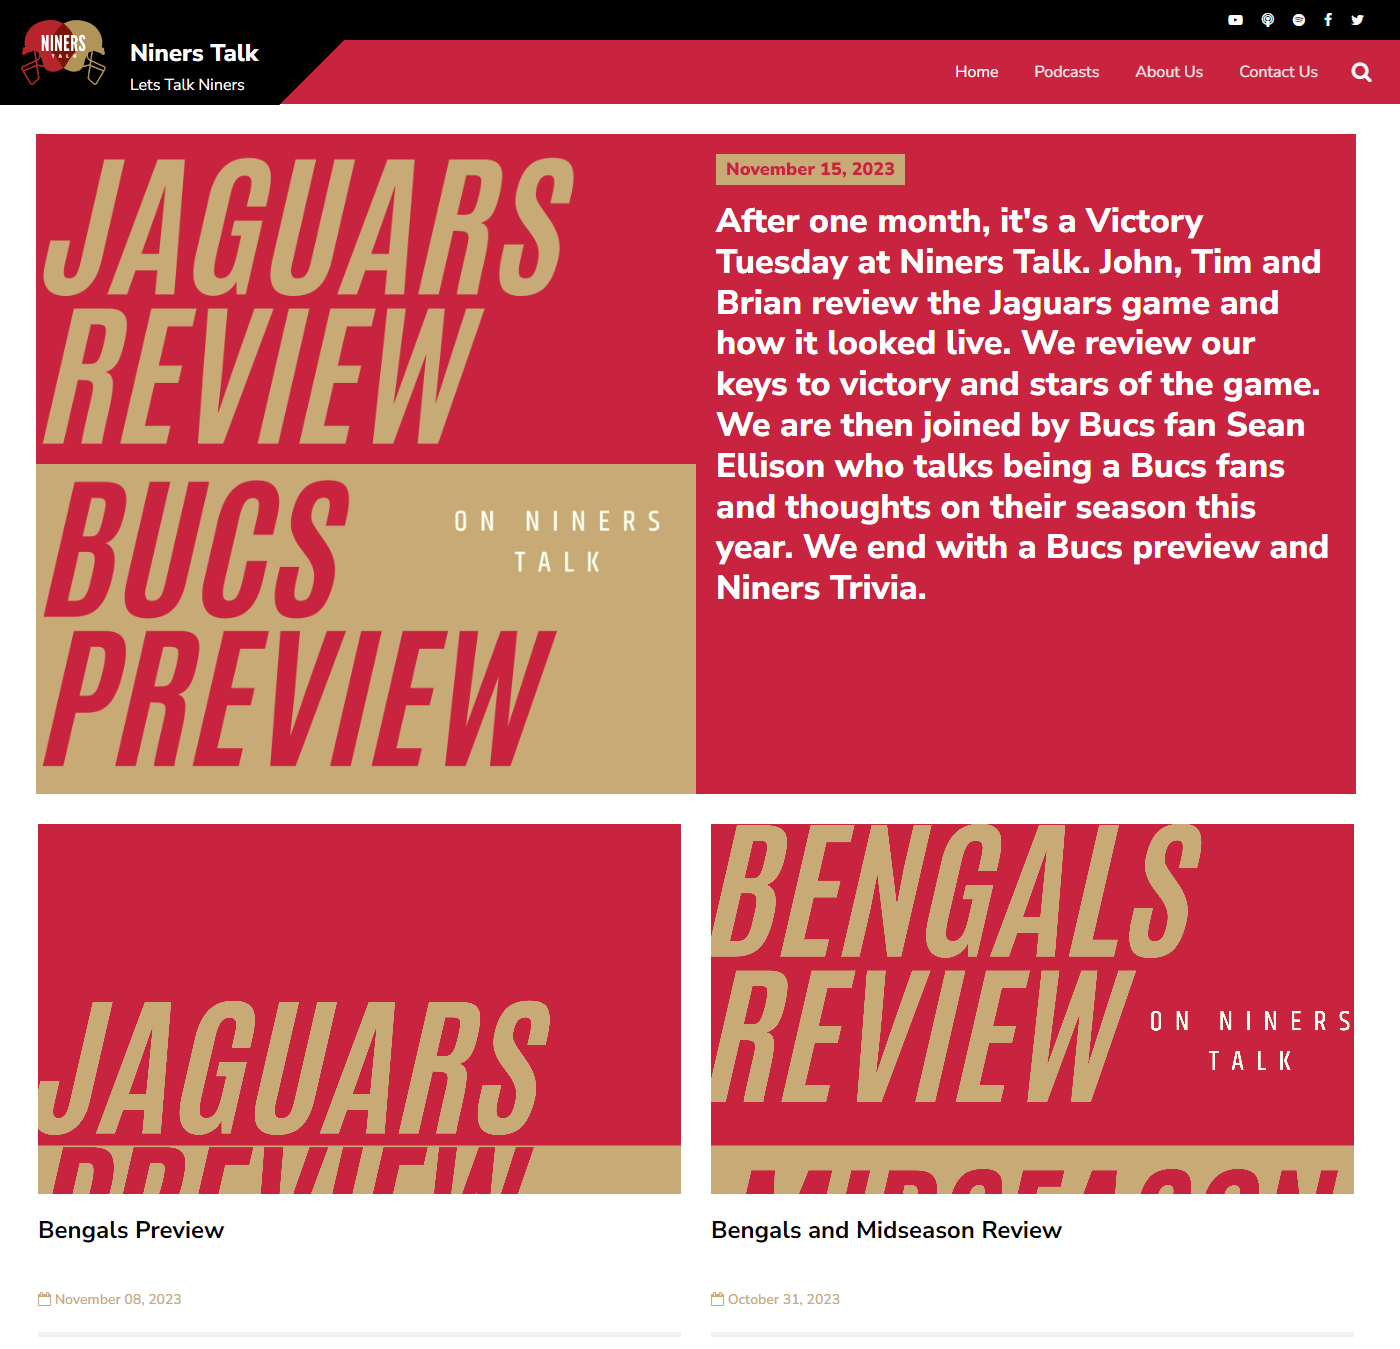 NINERS
TALK
Niners Talk
Lets Talk Niners
Home
Podcasts
About Us
Contact Us
JAGUARS
REVIEW
BUCS
PREVIEW
ON NINERS
TALK
November 15, 2023
After one month, it's a Victory
Tuesday at Niners Talk. John, Tim and
Brian review the Jaguars game and
how it looked live. We review our
keys to victory and stars of the game.
We are then joined by Bucs fan Sean
Ellison who talks being a Bucs fans
and thoughts on their season this
year. We end with a Bucs preview and
Niners Trivia.
JAGUARS
PREVIEW
Bengals Preview
November 08, 2023
BENGALS
REVIEW
ON NINERS
TALK
MIDSEASON
Bengals and Midseason Review
October 31, 2023